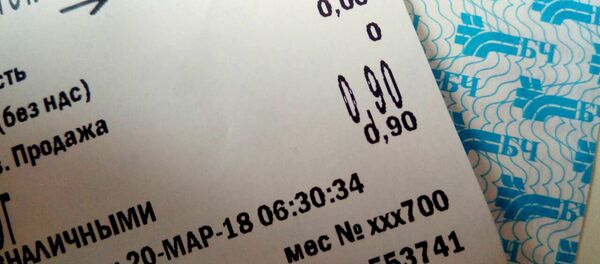 0,00
0
сть
(без ндс)
0,90
. Продажа
0,90
НАЛИЧНЫМИ
20-МАР-18 06:30:34
мес № xxx700
553741
БЧ
БЧ
БЧ
БЧ